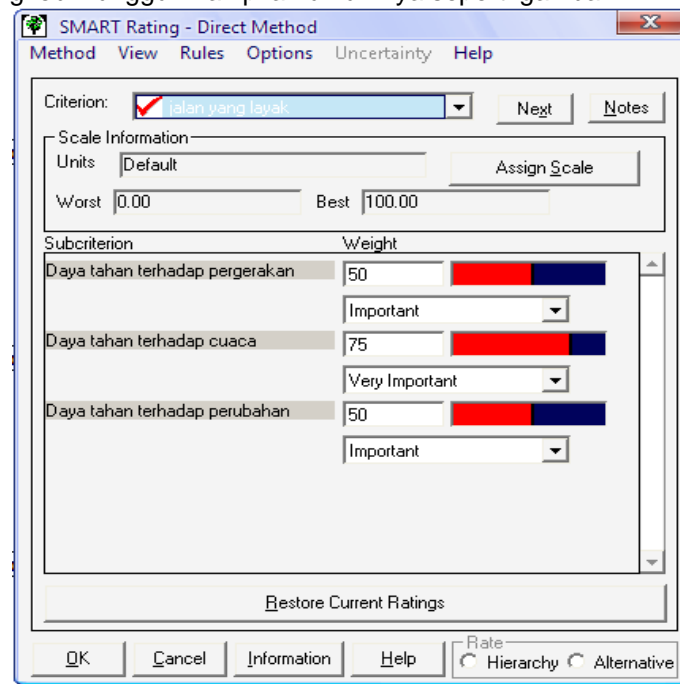 SMART Rating - Direct Method
Method View Rules Options Uncertainty Help
Criterion: jalan yang layak Next Notes
Scale Information
Units Default Assign Scale
Worst 0.00 Best 100.00
Subcriterion Weight
Daya tahan terhadap pergerakan 50
Important
Daya tahan terhadap cuaca 75
Very Important
Daya tahan terhadap perubahan 50
Important
Restore Current Ratings
Rate
OK Cancel Information Help Hierarchy Alternative